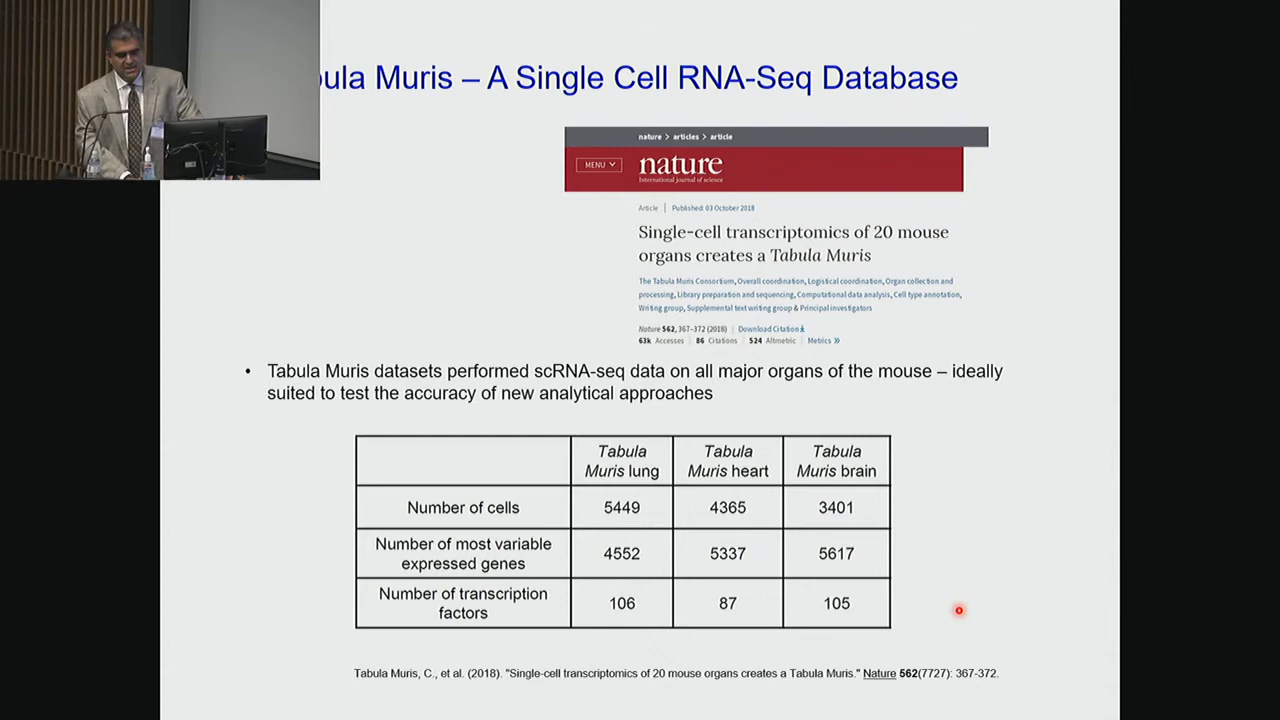 bula Muris – A Single Cell RNA-Seq Database
nature > articles > article
MENU
nature
International journal of science
Article | Published: 03 October 2018
Single-cell transcriptomics of 20 mouse
organs creates a Tabula Muris
The Tabula Muris Consortium, Overall coordination, Logistical coordination, Organ collection and
processing, Library preparation and sequencing, Computational data analysis, Cell type annotation,
Writing group, Supplemental text writing group & Principal investigators
Nature 562, 367–372 (2018) | Download Citation
63k Accesses | 86 Citations | 524 Altmetric | Metrics »
• Tabula Muris datasets performed scRNA-seq data on all major organs of the mouse – ideally
suited to test the accuracy of new analytical approaches
Tabula Muris lung Tabula Muris heart Tabula Muris brain
Number of cells 5449 4365 3401
Number of most variable expressed genes 4552 5337 5617
Number of transcription factors 106 87 105
Tabula Muris, C., et al. (2018). "Single-cell transcriptomics of 20 mouse organs creates a Tabula Muris." Nature 562(7727): 367-372.